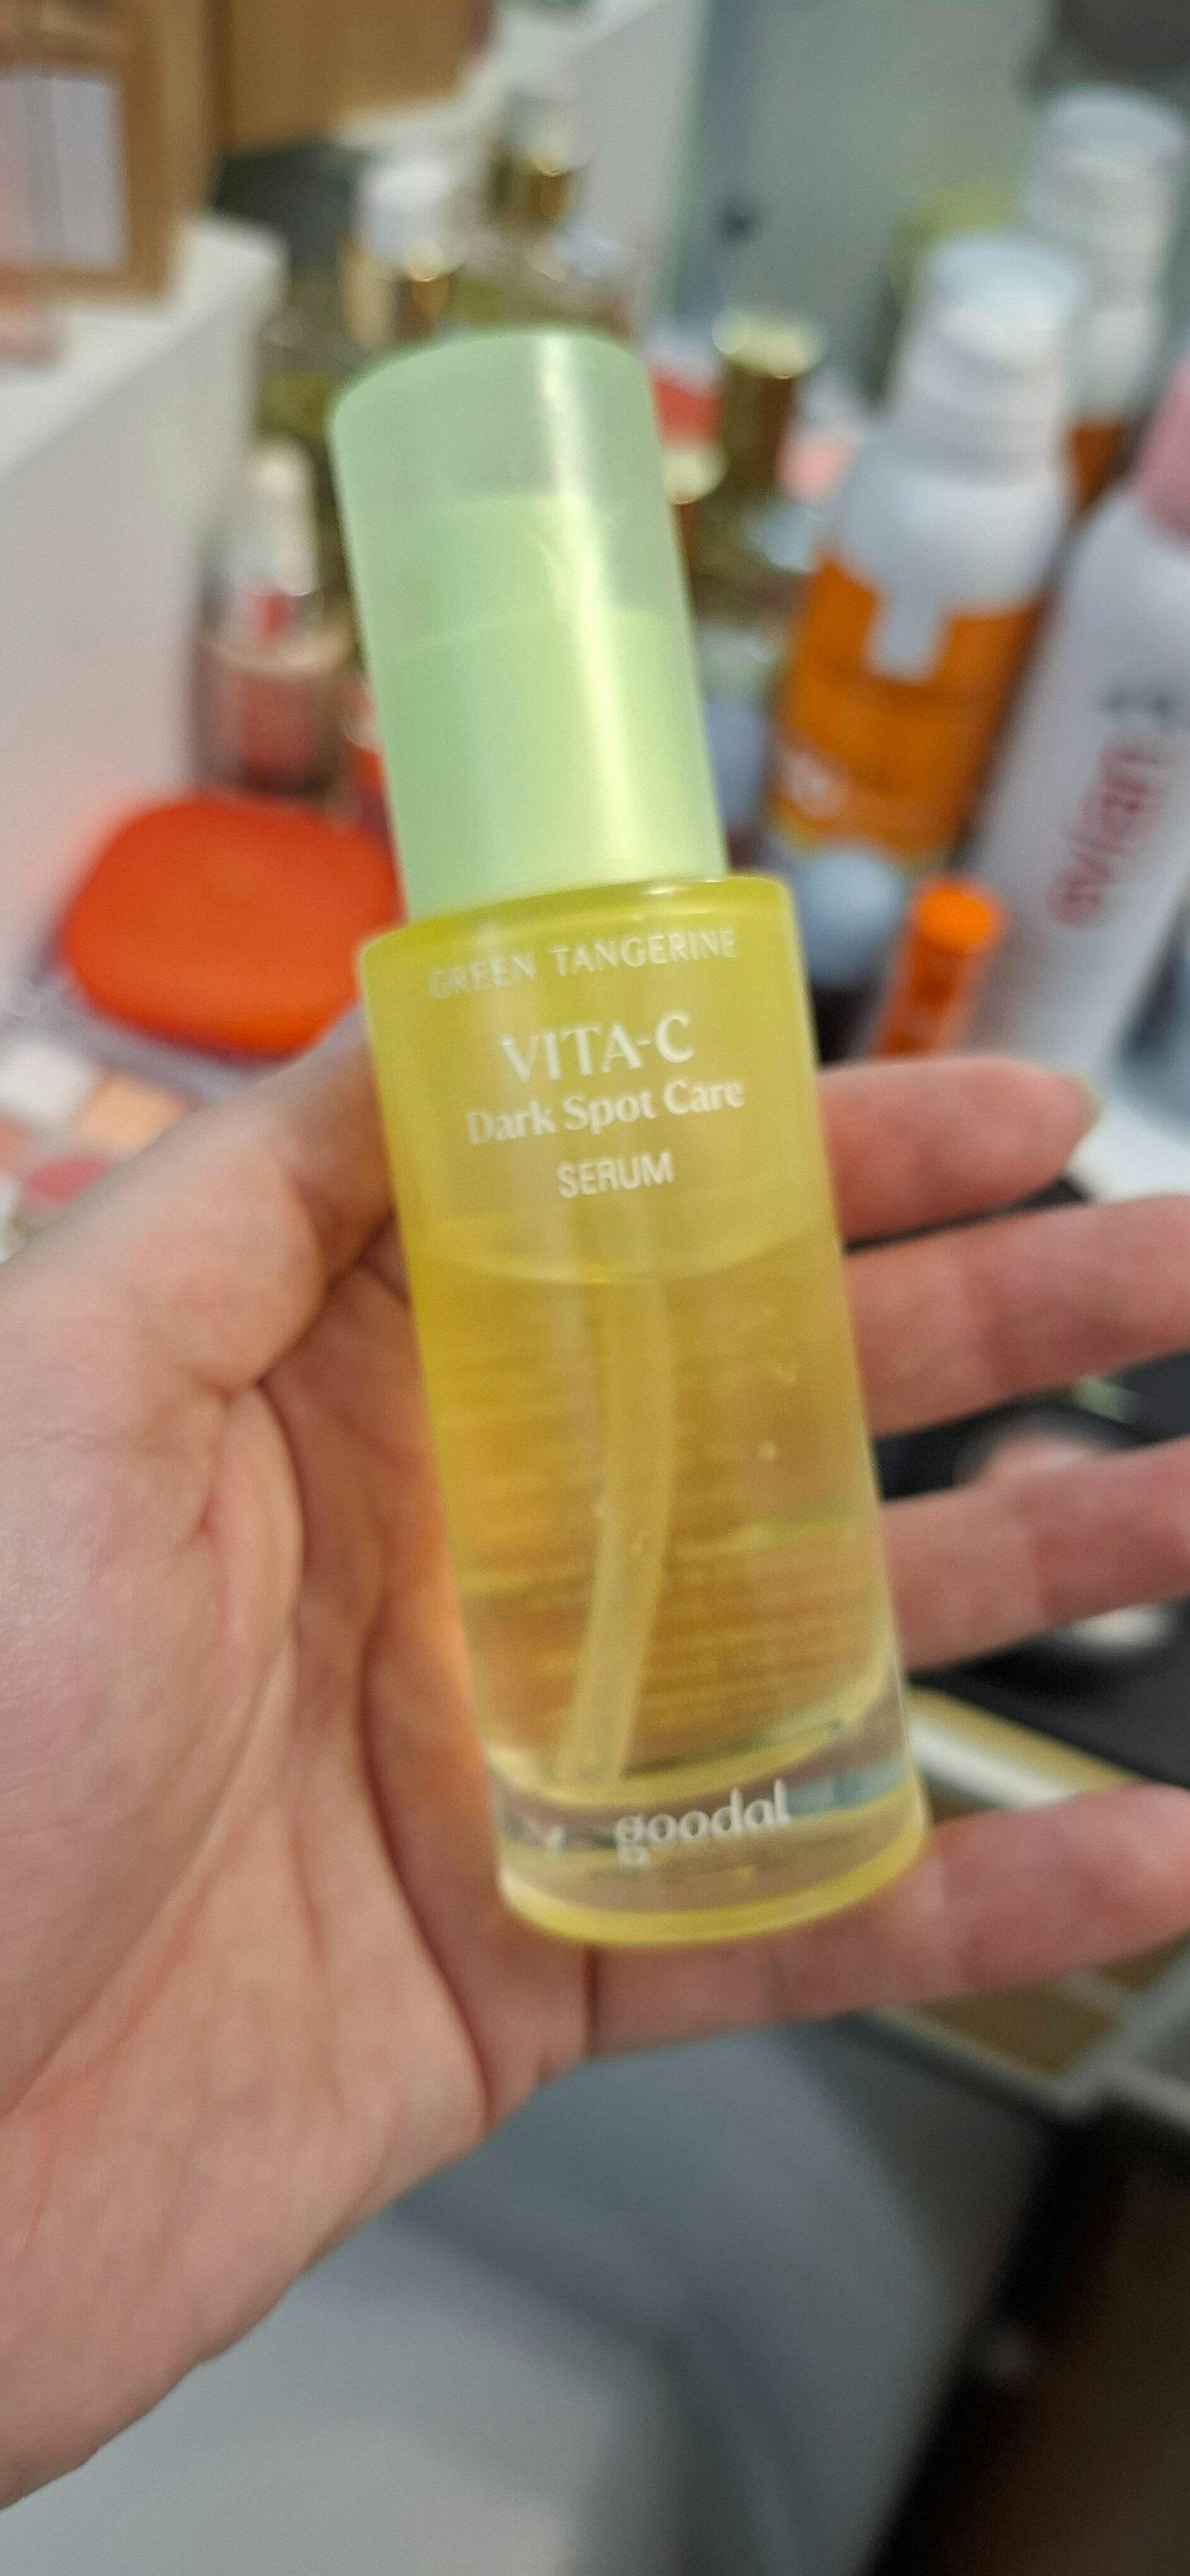 GREEN TANGERINE
VITA-C
Dark Spot Care
SERUM
goodal